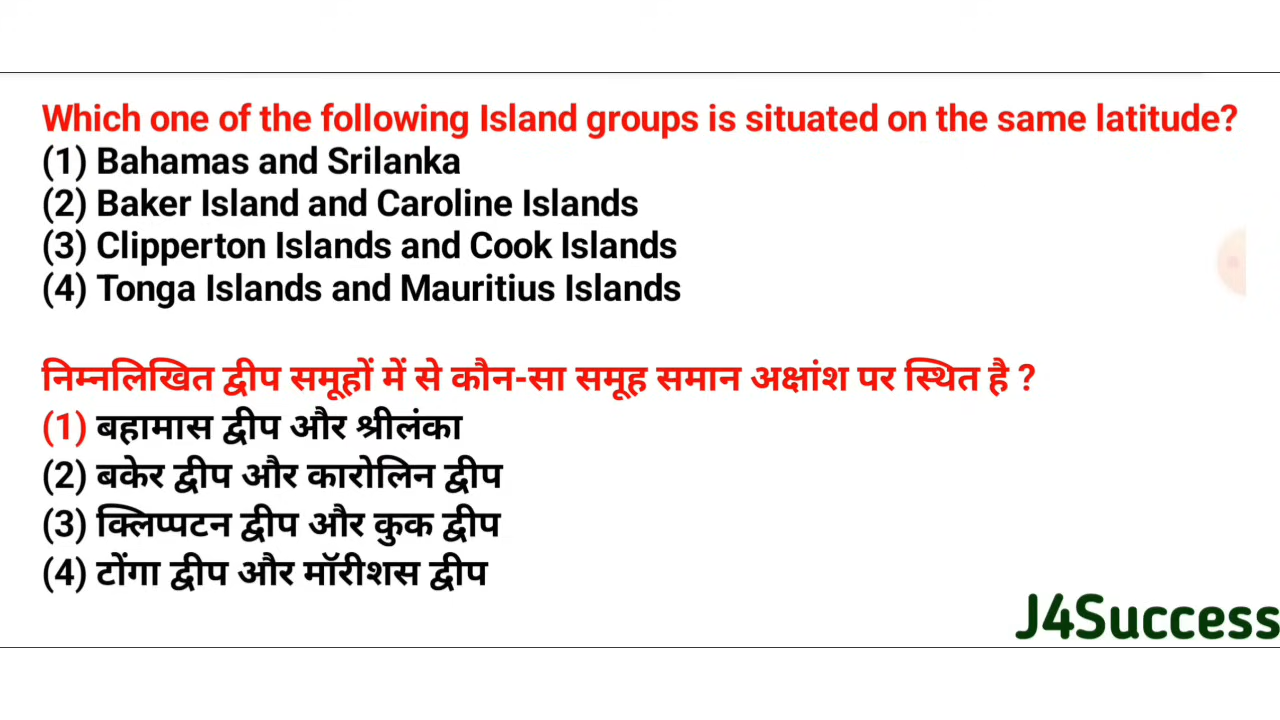 Which one of the following Island groups is situated on the same latitude?
(1) Bahamas and Srilanka
(2) Baker Island and Caroline Islands
(3) Clipperton Islands and Cook Islands
(4) Tonga Islands and Mauritius Islands
निम्नलिखित द्वीप समूहों में से कौन-सा समूह समान अक्षांश पर स्थित है ?
(1) बहामास द्वीप और श्रीलंका
(2) बकेर द्वीप और कारोलिन द्वीप
(3) क्लिप्पटन द्वीप और कुक द्वीप
(4) टोंगा द्वीप और मॉरीशस द्वीप
J4Success